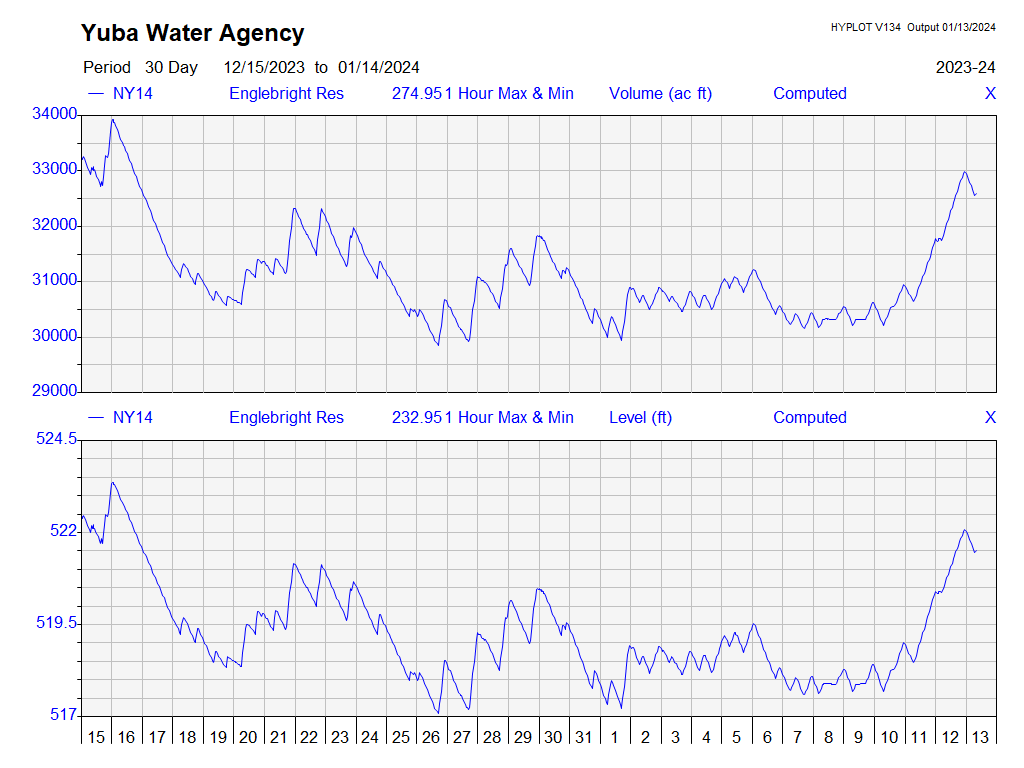 Yuba Water Agency
HYPLOT V134 Output 01/13/2024
Period 30 Day 12/15/2023 to 01/14/2024 2023-24
— NY14 Englebright Res 274.951 Hour Max & Min Volume (ac ft) Computed X
34000
33000
32000
31000
30000
29000
— NY14 Englebright Res 232.951 Hour Max & Min Level (ft) Computed X
524.5
522
519.5
517
15 16 17 18 19 20 21 22 23 24 25 26 27 28 29 30 31 1 2 3 4 5 6 7 8 9 10 11 12 13